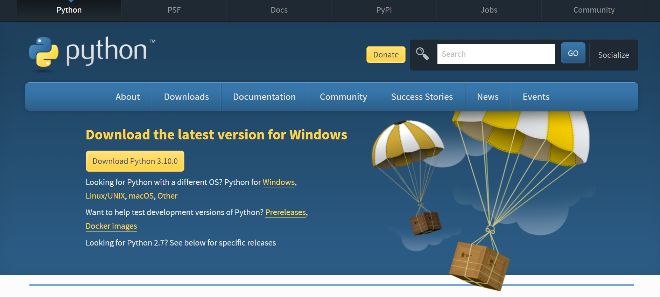 Python PSF Docs PyPI Jobs Community
python™
Donate Search GO Socialize
About Downloads Documentation Community Success Stories News Events
Download the latest version for Windows
Download Python 3.10.0
Looking for Python with a different OS? Python for Windows,
Linux/UNIX, macOS, Other
Want to help test development versions of Python? Prereleases,
Docker images
Looking for Python 2.7? See below for specific releases